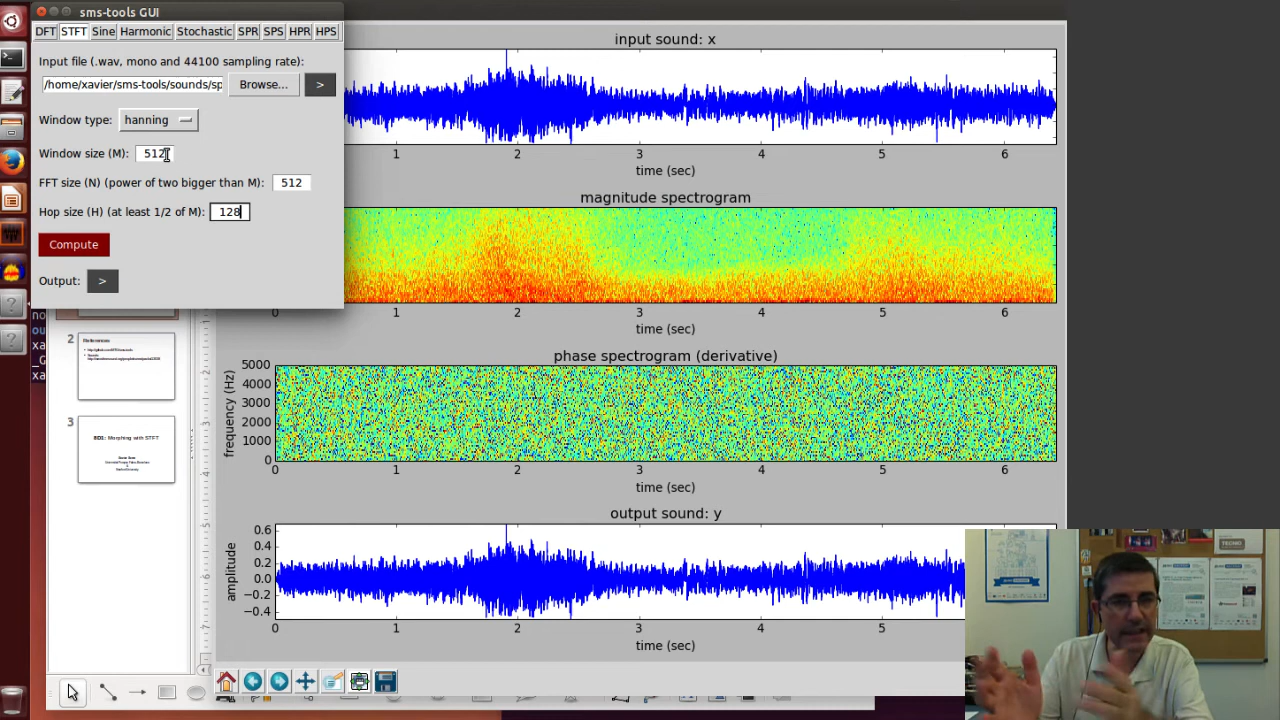 sms-tools GUI
DFT STFT Sine Harmonic Stochastic SPR SPS HPR HPS
Input file (.wav, mono and 44100 sampling rate):
/home/xavier/sms-tools/sounds/sp Browse... >
Window type: hanning
Window size (M): 512
FFT size (N) (power of two bigger than M): 512
Hop size (H) (at least 1/2 of M): 128
Compute
Output: >
input sound: x
1 2 3 4 5 6
time (sec)
magnitude spectrogram
0 1 2 3 4 5 6
time (sec)
phase spectrogram (derivative)
5000
4000
3000
2000
1000
0
frequency (Hz)
0 1 2 3 4 5 6
time (sec)
output sound: y
0.6
0.4
0.2
0.0
−0.2
−0.4
amplitude
0 1 2 3 4 5
time (sec)
2
References
3
8D1: Morphing with STFT